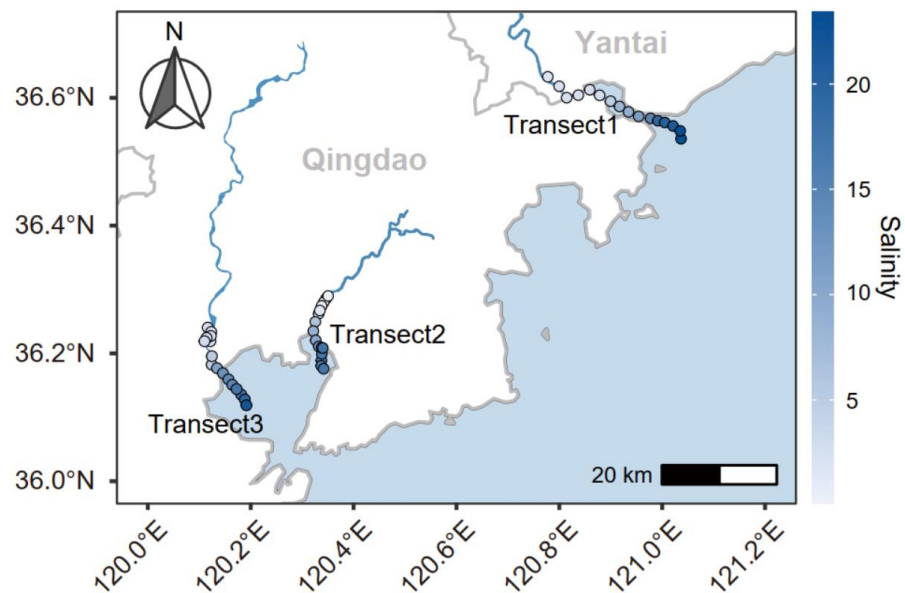 N
Yantai
Transect1
Qingdao
Transect2
Transect3
20 km
36.6°N
36.4°N
36.2°N
36.0°N
120.0°E
120.2°E
120.4°E
120.6°E
120.8°E
121.0°E
121.2°E
20
15
10
5
Salinity